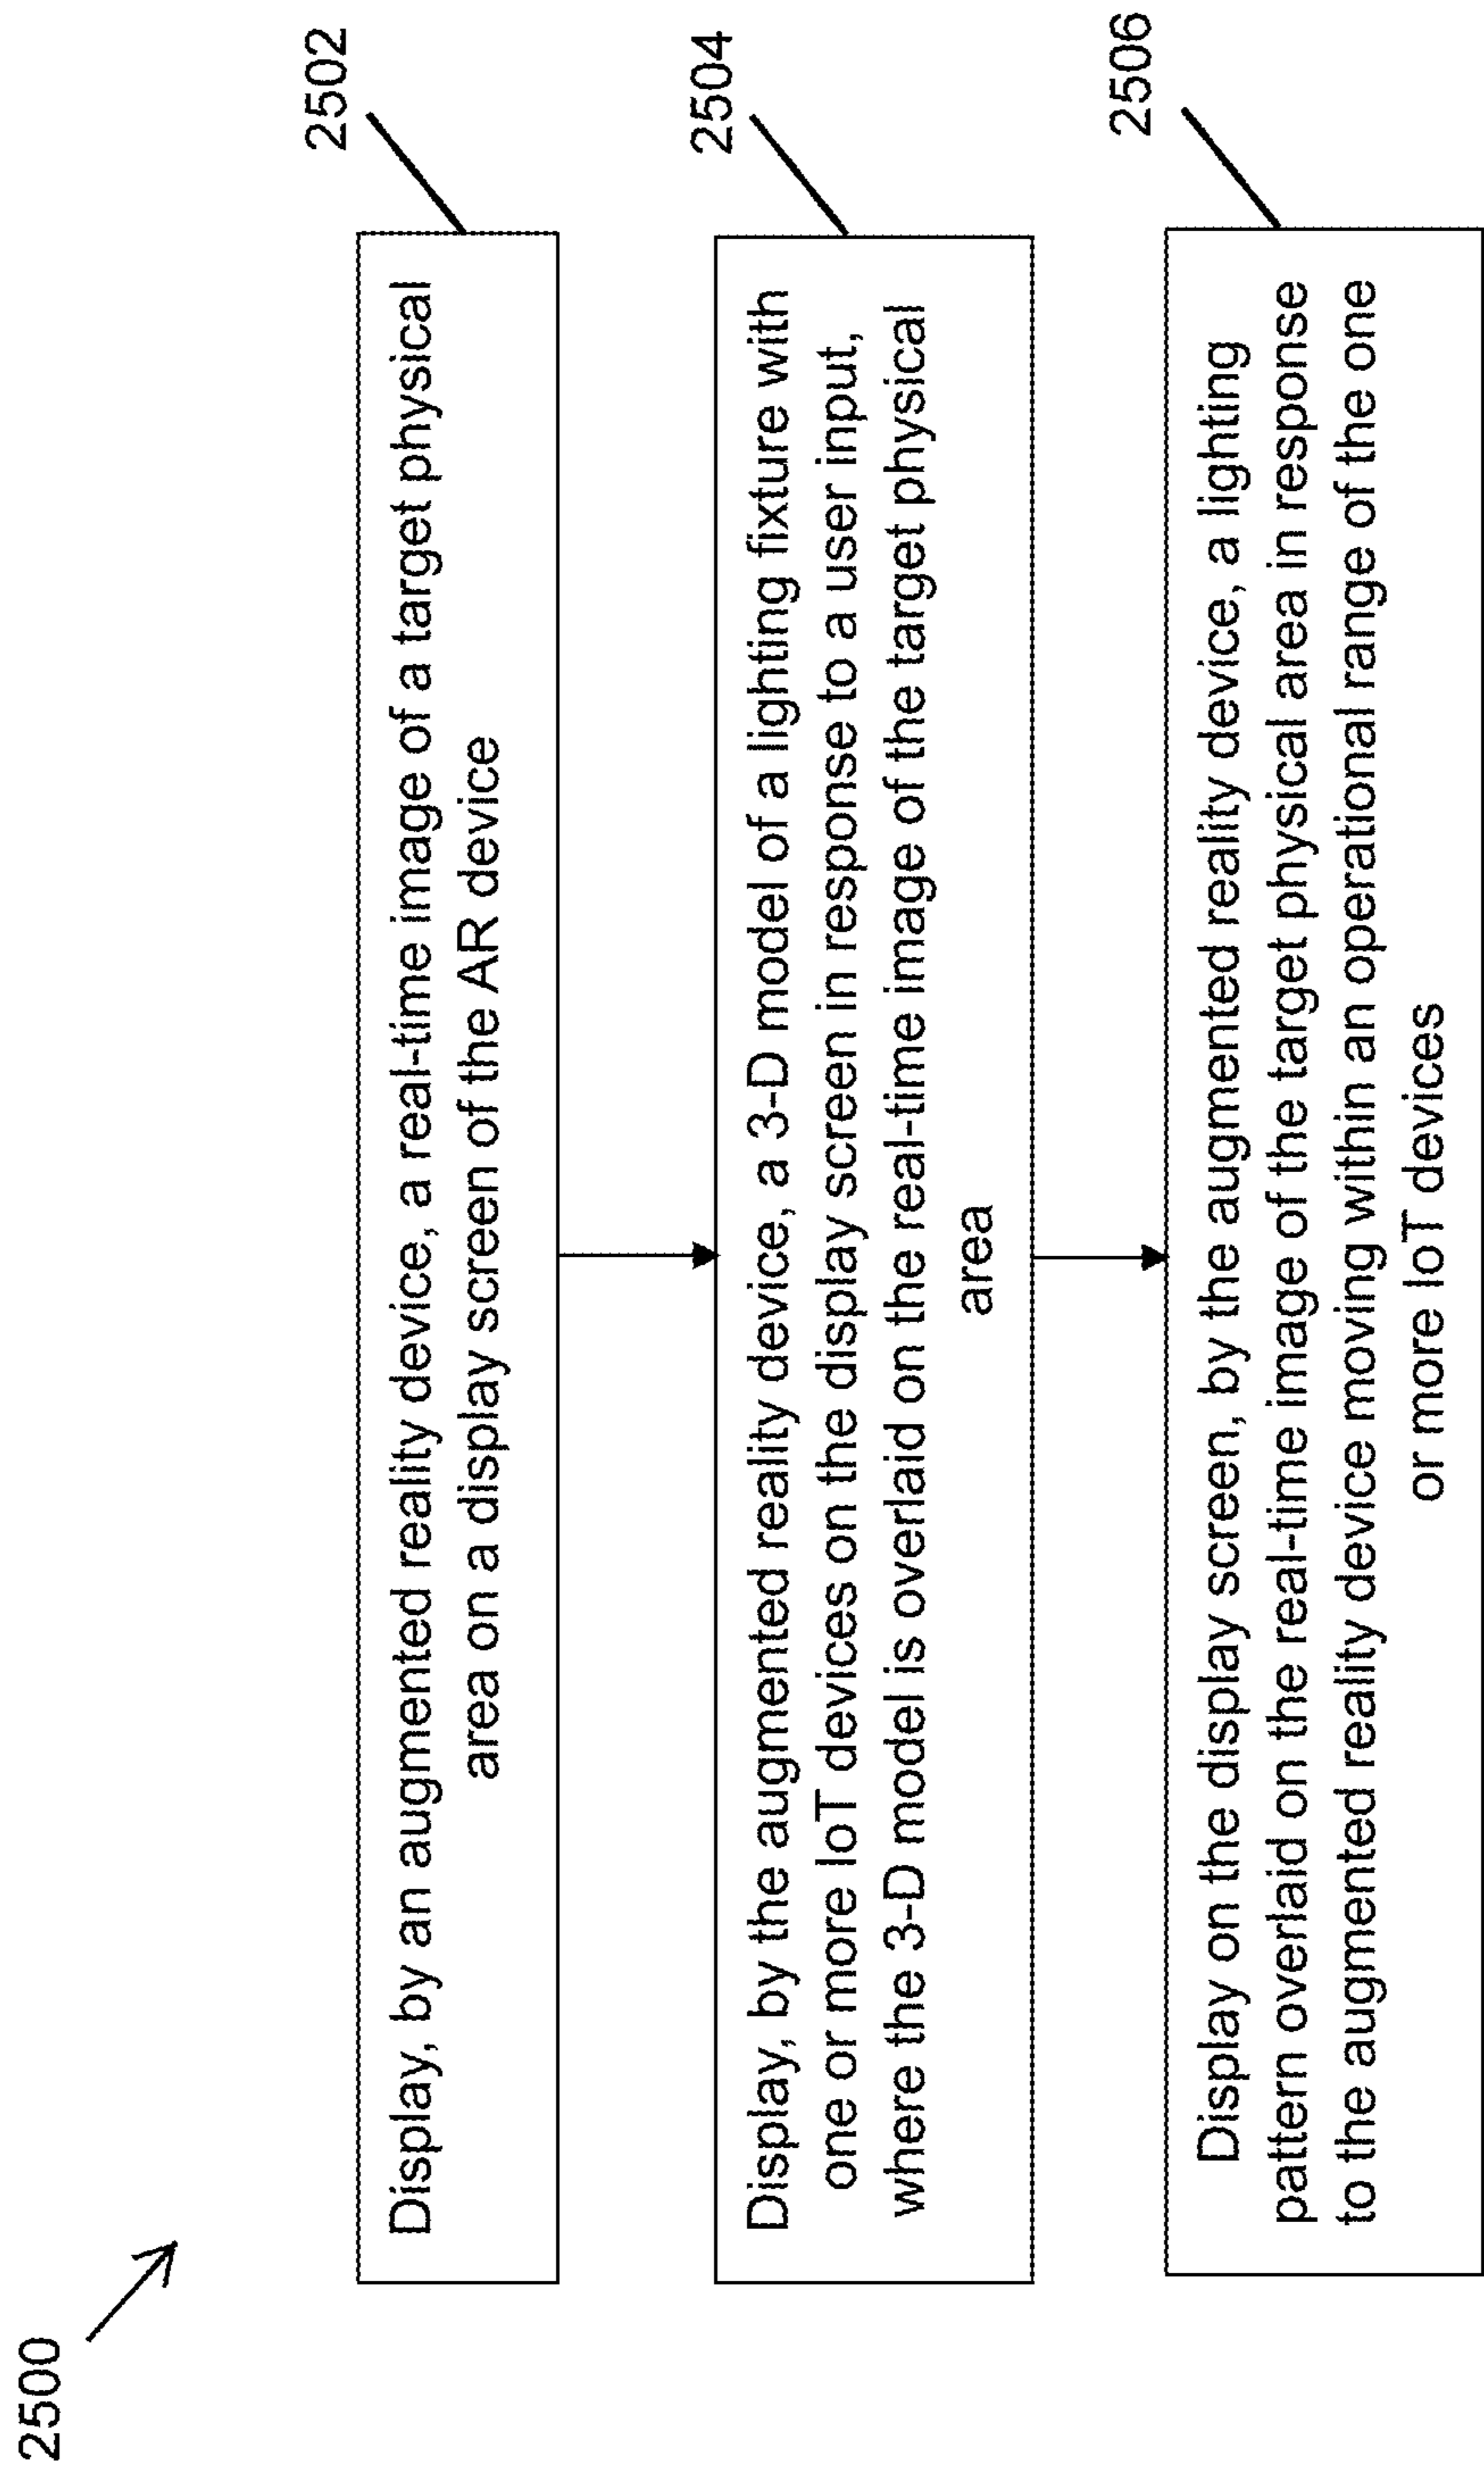 2500
2502
Display, by an augmented reality device, a real-time image of a target physical
area on a display screen of the AR device
2504
Display, by the augmented reality device, a 3-D model of a lighting fixture with
one or more IoT devices on the display screen in response to a user input,
where the 3-D model is overlaid on the real-time image of the target physical
area
2506
Display on the display screen, by the augmented reality device, a lighting
pattern overlaid on the real-time image of the target physical area in response
to the augmented reality device moving within an operational range of the one
or more IoT devices